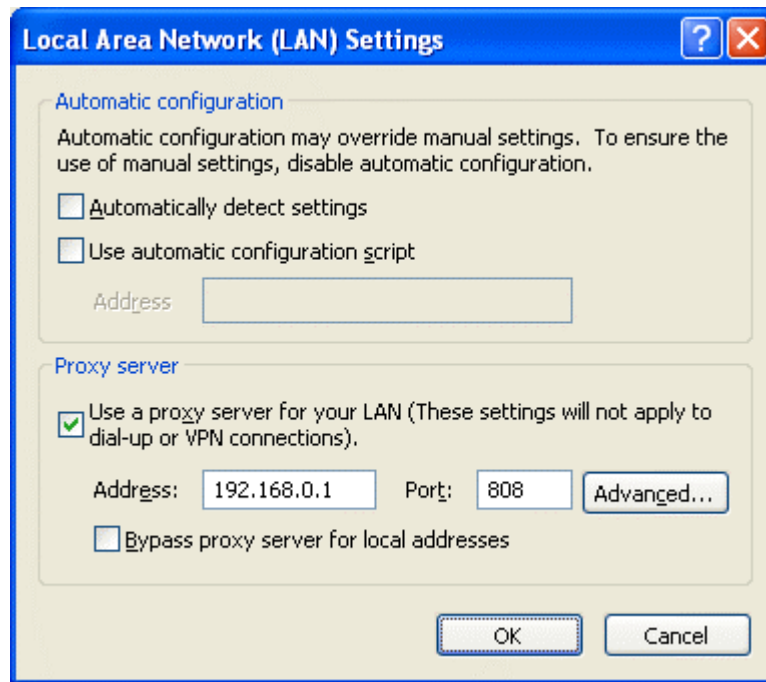 Local Area Network (LAN) Settings
Automatic configuration
Automatic configuration may override manual settings.  To ensure the
use of manual settings, disable automatic configuration.
Automatically detect settings
Use automatic configuration script
Address
Proxy server
Use a proxy server for your LAN (These settings will not apply to
dial-up or VPN connections).
Address: 192.168.0.1 Port: 808 Advanced...
Bypass proxy server for local addresses
OK Cancel